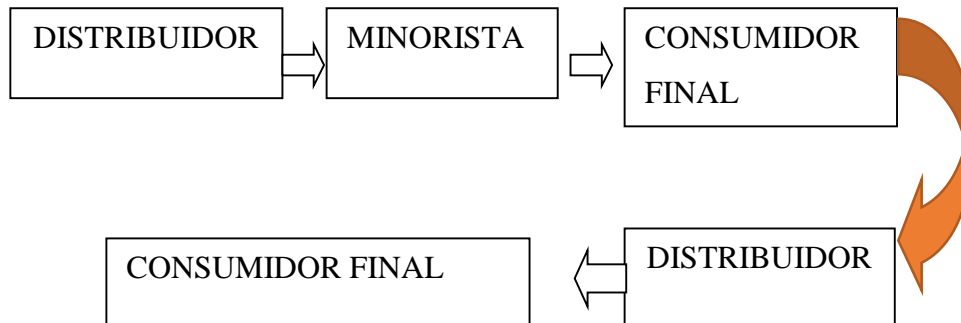 DISTRIBUIDOR
MINORISTA
CONSUMIDOR
FINAL
DISTRIBUIDOR
CONSUMIDOR FINAL